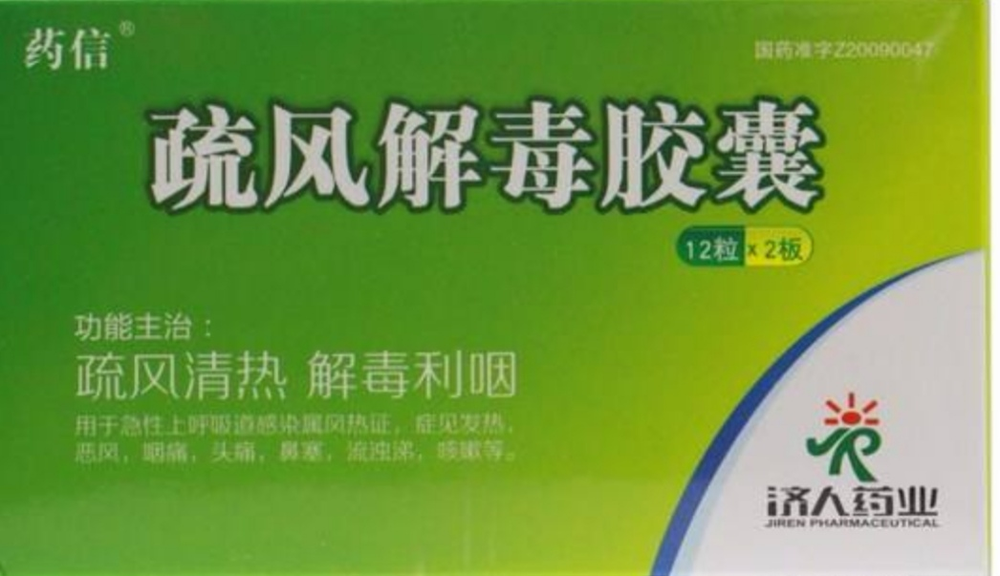 药信®
国药准字Z20090047
疏风解毒胶囊
12粒 x 2板
功能主治：
疏风清热 解毒利咽
用于急性上呼吸道感染属风热证，症见发热，
恶风，咽痛，头痛，鼻塞，流浊涕，咳嗽等。
济人药业
JIREN PHARMACEUTICAL